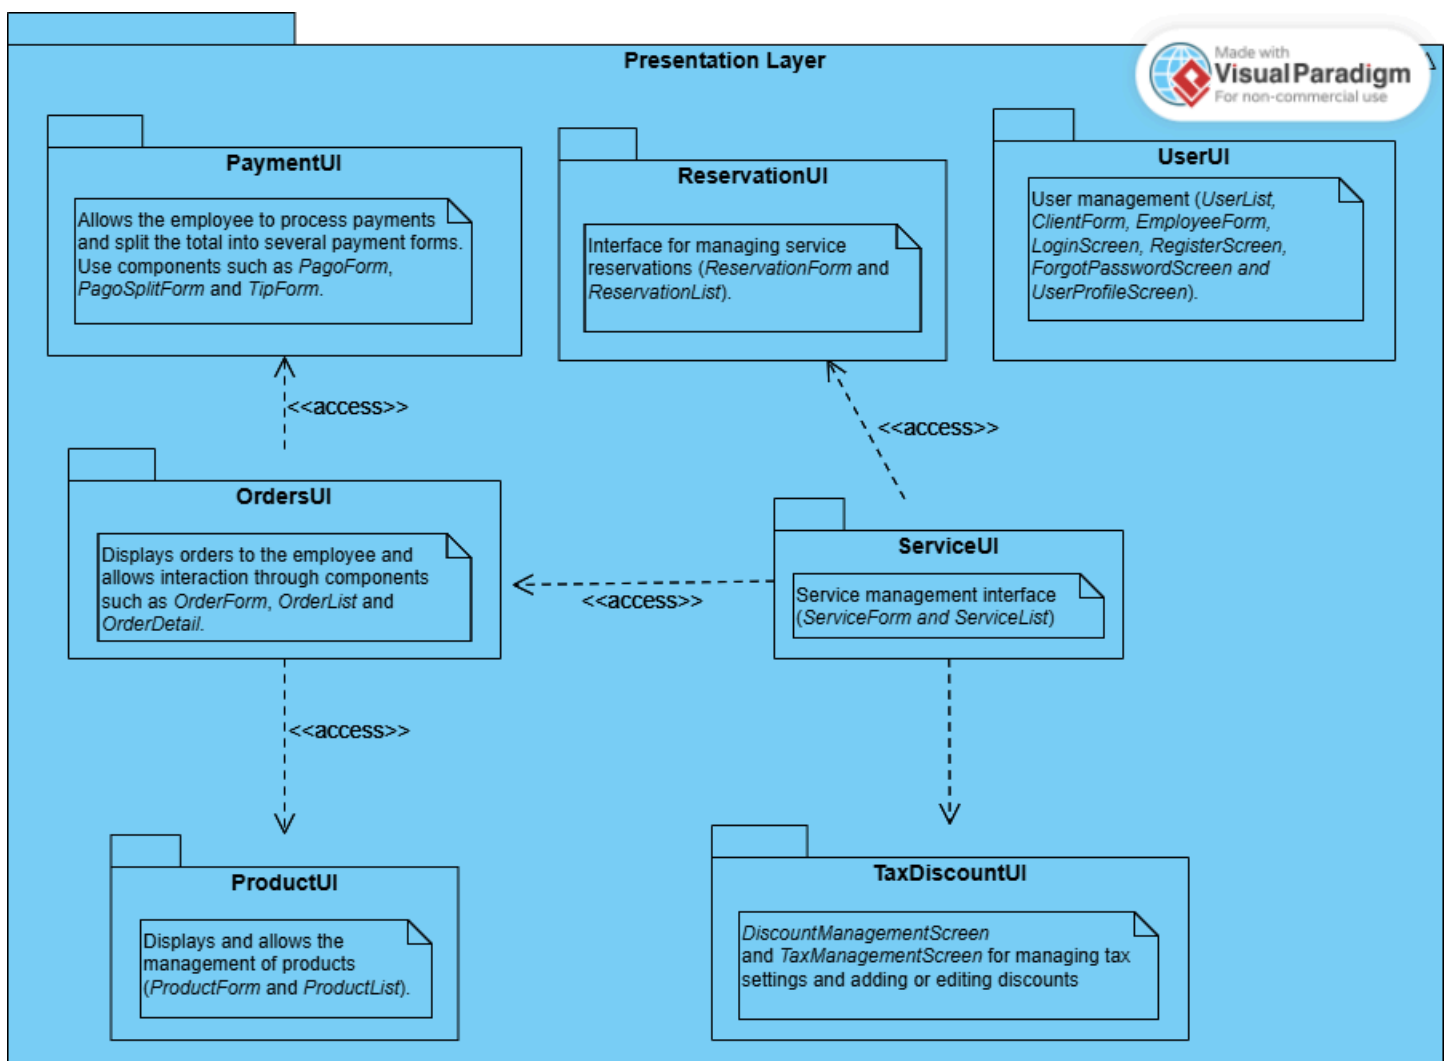 Presentation Layer
Made with
Visual Paradigm
For non-commercial use
PaymentUI
Allows the employee to process payments
and split the total into several payment forms.
Use components such as PagoForm,
PagoSplitForm and TipForm.
ReservationUI
Interface for managing service
reservations (ReservationForm and
ReservationList).
UserUI
User management (UserList,
ClientForm, EmployeeForm,
LoginScreen, RegisterScreen,
ForgotPasswordScreen and
UserProfileScreen).
<<access>>
<<access>>
OrdersUI
Displays orders to the employee and
allows interaction through components
such as OrderForm, OrderList and
OrderDetail.
<<access>>
ServiceUI
Service management interface
(ServiceForm and ServiceList)
<<access>>
ProductUI
Displays and allows the
management of products
(ProductForm and ProductList).
TaxDiscountUI
DiscountManagementScreen
and TaxManagementScreen for managing tax
settings and adding or editing discounts